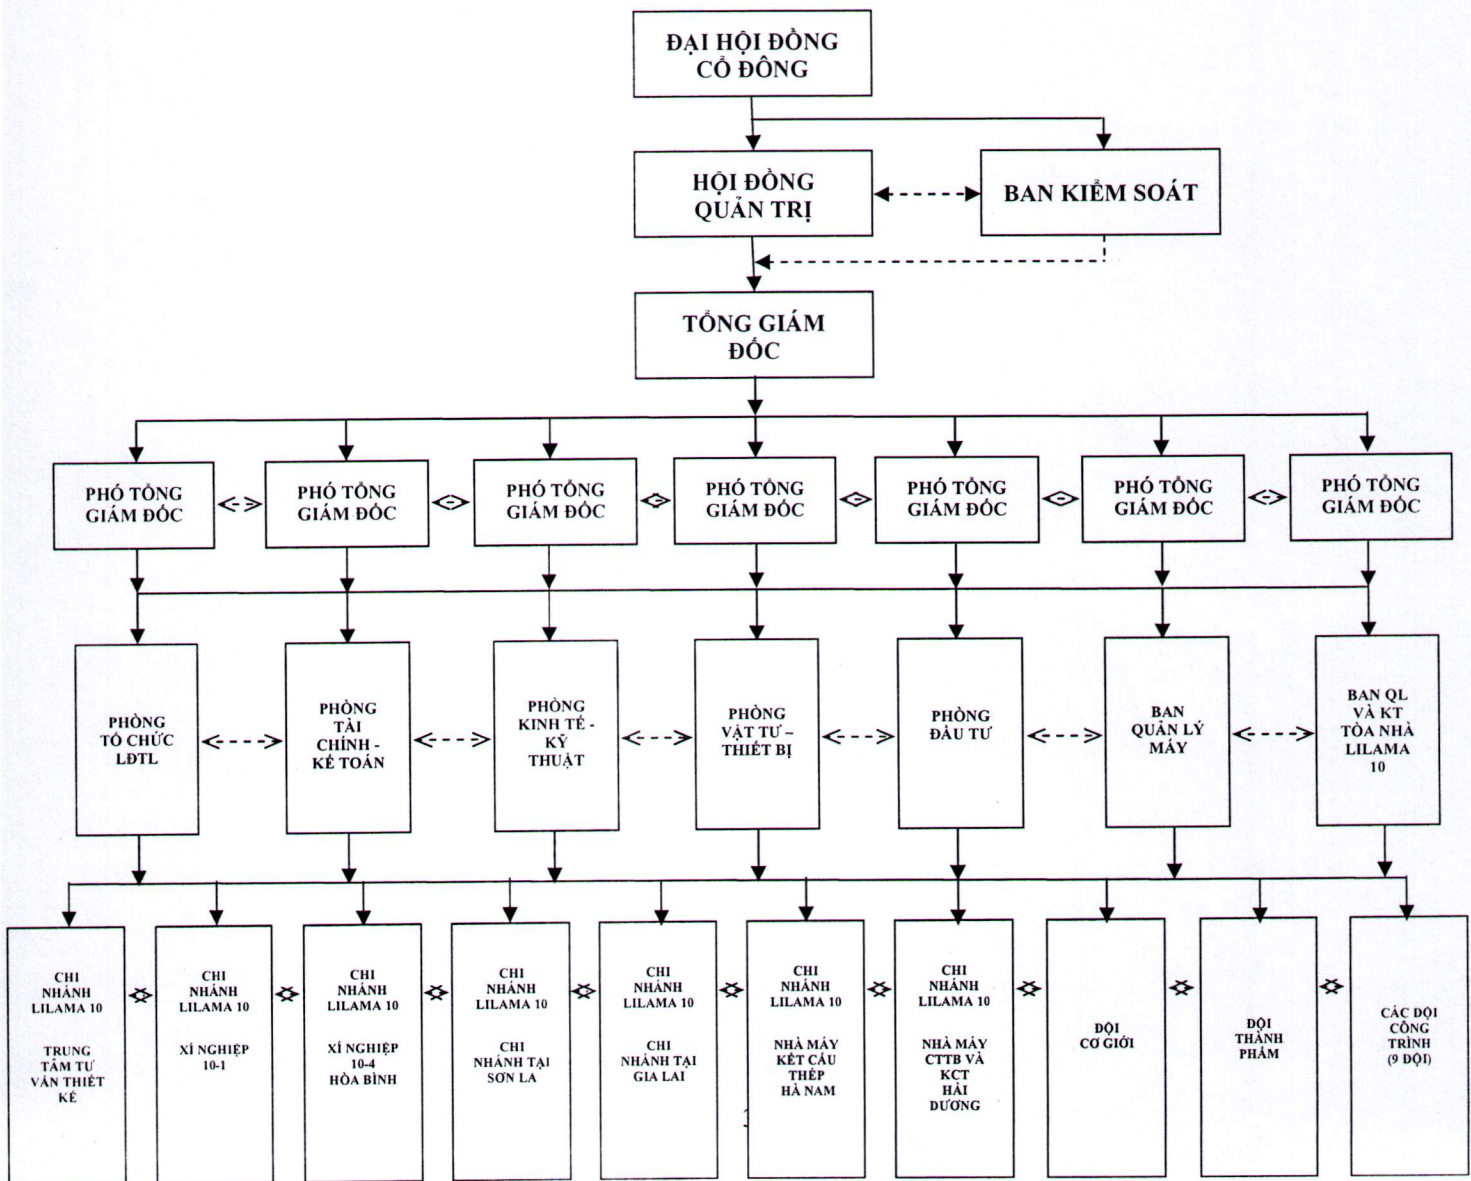 ĐẠI HỘI ĐỒNG
CỔ ĐÔNG
HỘI ĐỒNG
QUẢN TRỊ
BAN KIỂM SOÁT
TỔNG GIÁM
ĐỐC
PHÓ TỔNG
GIÁM ĐỐC
PHÓ TỔNG
GIÁM ĐỐC
PHÓ TỔNG
GIÁM ĐỐC
PHÓ TỔNG
GIÁM ĐỐC
PHÓ TỔNG
GIÁM ĐỐC
PHÓ TỔNG
GIÁM ĐỐC
PHÓ TỔNG
GIÁM ĐỐC
PHÒNG
TỔ CHỨC
LĐTL
PHÒNG
TÀI
CHÍNH -
KẾ TOÁN
PHÒNG
KINH TẾ -
KỸ
THUẬT
PHÒNG
VẬT TƯ –
THIẾT BỊ
PHÒNG
ĐẦU TƯ
BAN
QUẢN LÝ
MÁY
BAN QL
VÀ KT
TÒA NHÀ
LILAMA
10
CHI
NHÁNH
LILAMA 10
TRUNG
TÂM TƯ
VẤN THIẾT
KẾ
CHI
NHÁNH
LILAMA 10
XÍ NGHIỆP
10-1
CHI
NHÁNH
LILAMA 10
XÍ NGHIỆP
10-4
HÒA BÌNH
CHI
NHÁNH
LILAMA 10
CHI
NHÁNH TẠI
SƠN LA
CHI
NHÁNH
LILAMA 10
CHI
NHÁNH TẠI
GIA LAI
CHI
NHÁNH
LILAMA 10
NHÀ MÁY
KẾT CẤU
THÉP
HÀ NAM
CHI
NHÁNH
LILAMA 10
NHÀ MÁY
CTTB VÀ
KCT
HẢI
DƯƠNG
ĐỘI
CƠ GIỚI
ĐỘI
THÀNH
PHẨM
CÁC ĐỘI
CÔNG
TRÌNH
(9 ĐỘI)